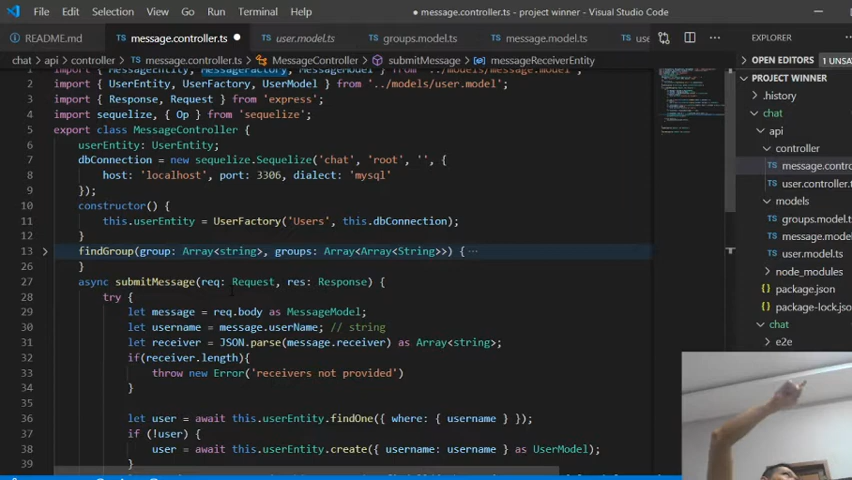 File Edit Selection View Go Run Terminal Help ● message.controller.ts - project winner - Visual Studio Code
README.md message.controller.ts ● user.model.ts groups.model.ts message.model.ts use ···
chat > api > controller > message.controller.ts > MessageController > submitMessage > messageReceiverEntity
1 import { MessageEntity, MessageFactory, MessageModel } from '../models/message.model';
2 import { UserEntity, UserFactory, UserModel } from '../models/user.model';
3 import { Response, Request } from 'express';
4 import sequelize, { Op } from 'sequelize';
5 export class MessageController {
6 userEntity: UserEntity;
7 dbConnection = new sequelize.Sequelize('chat', 'root', '', {
8 host: 'localhost', port: 3306, dialect: 'mysql'
9 });
10 constructor() {
11 this.userEntity = UserFactory('Users', this.dbConnection);
12 }
13 findGroup(group: Array<string>, groups: Array<Array<String>>) { ···
26 }
27 async submitMessage(req: Request, res: Response) {
28 try {
29 let message = req.body as MessageModel;
30 let username = message.userName; // string
31 let receiver = JSON.parse(message.receiver) as Array<string>;
32 if(receiver.length){
33 throw new Error('receivers not provided')
34 }
35
36 let user = await this.userEntity.findOne({ where: { username } });
37 if (!user) {
38 user = await this.userEntity.create({ username: username } as UserModel);
39 }
EXPLORER ···
OPEN EDITORS 1 UNSA
PROJECT WINNER
.history
chat
api
controller
TS message.contro
TS user.controller.t
models
TS groups.model.ts
TS message.model.
TS user.model.ts
node_modules
package.json
package-lock.json
chat
e2e